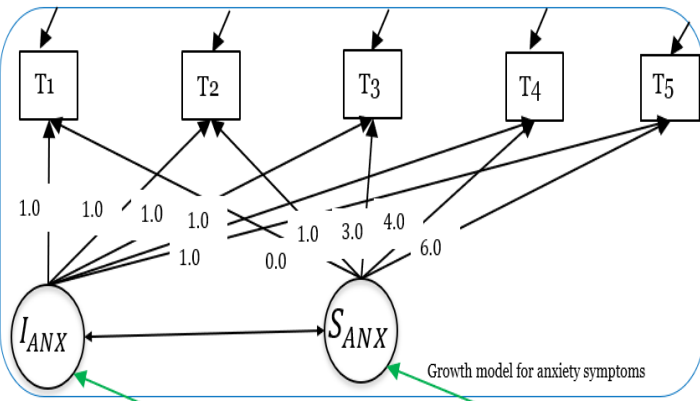 T1 T2 T3 T4 T5
1.0 1.0 1.0 1.0 1.0 3.0 4.0
1.0 0.0 6.0
I_ANX S_ANX
Growth model for anxiety symptoms